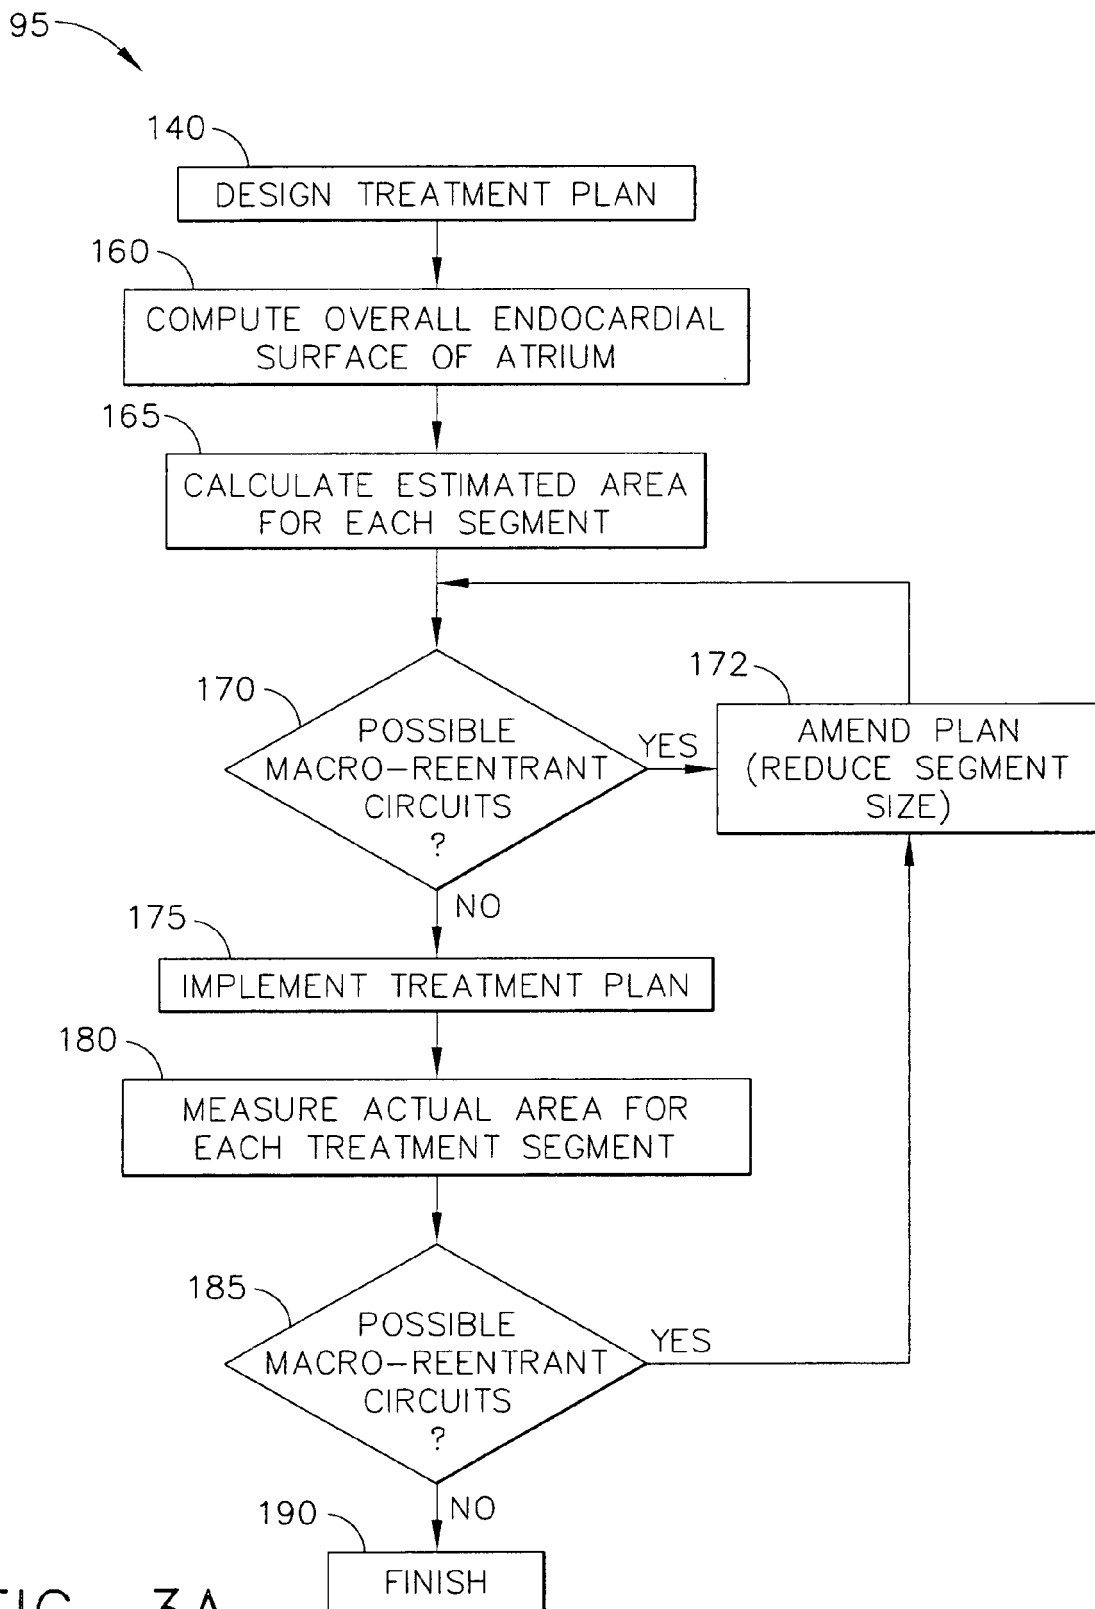 95
140
DESIGN TREATMENT PLAN
160
COMPUTE OVERALL ENDOCARDIAL
SURFACE OF ATRIUM
165
CALCULATE ESTIMATED AREA
FOR EACH SEGMENT
170
POSSIBLE
MACRO-REENTRANT
CIRCUITS
?
YES
172
AMEND PLAN
(REDUCE SEGMENT
SIZE)
NO
175
IMPLEMENT TREATMENT PLAN
180
MEASURE ACTUAL AREA FOR
EACH TREATMENT SEGMENT
185
POSSIBLE
MACRO-REENTRANT
CIRCUITS
?
YES
NO
190
FINISH
FIG. 3A